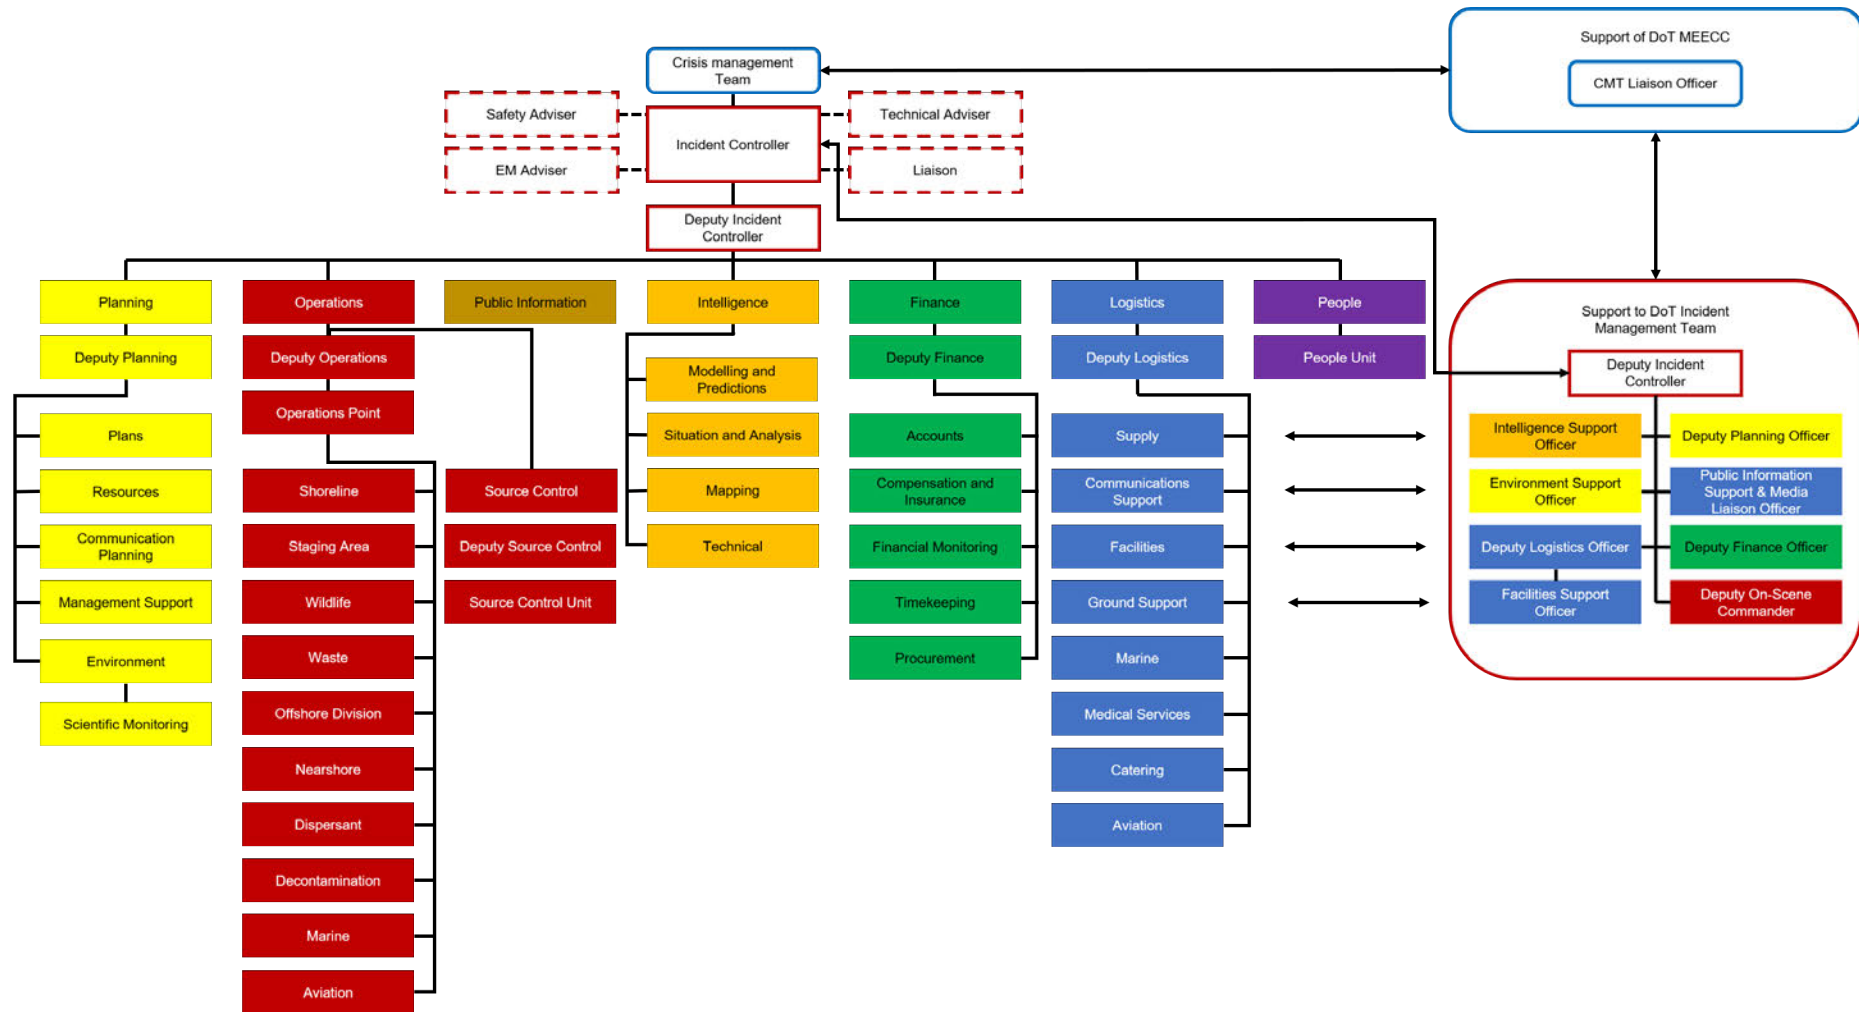 Support of DoT MEECC
CMT Liaison Officer
Crisis management
Team
Safety Adviser
Technical Adviser
Incident Controller
EM Adviser
Liaison
Deputy Incident
Controller
Planning
Operations
Public Information
Intelligence
Finance
Logistics
People
Deputy Planning
Deputy Operations
Deputy Finance
Deputy Logistics
People Unit
Modelling and
Predictions
Operations Point
Plans
Situation and Analysis
Accounts
Supply
Resources
Shoreline
Source Control
Mapping
Compensation and
Insurance
Communications
Support
Communication
Planning
Staging Area
Deputy Source Control
Technical
Financial Monitoring
Facilities
Management Support
Wildlife
Source Control Unit
Timekeeping
Ground Support
Environment
Waste
Procurement
Marine
Scientific Monitoring
Offshore Division
Medical Services
Nearshore
Catering
Dispersant
Aviation
Decontamination
Marine
Aviation
Support to DoT Incident
Management Team
Deputy Incident
Controller
Intelligence Support
Officer
Deputy Planning Officer
Environment Support
Officer
Public Information
Support & Media
Liaison Officer
Deputy Logistics Officer
Deputy Finance Officer
Facilities Support
Officer
Deputy On-Scene
Commander